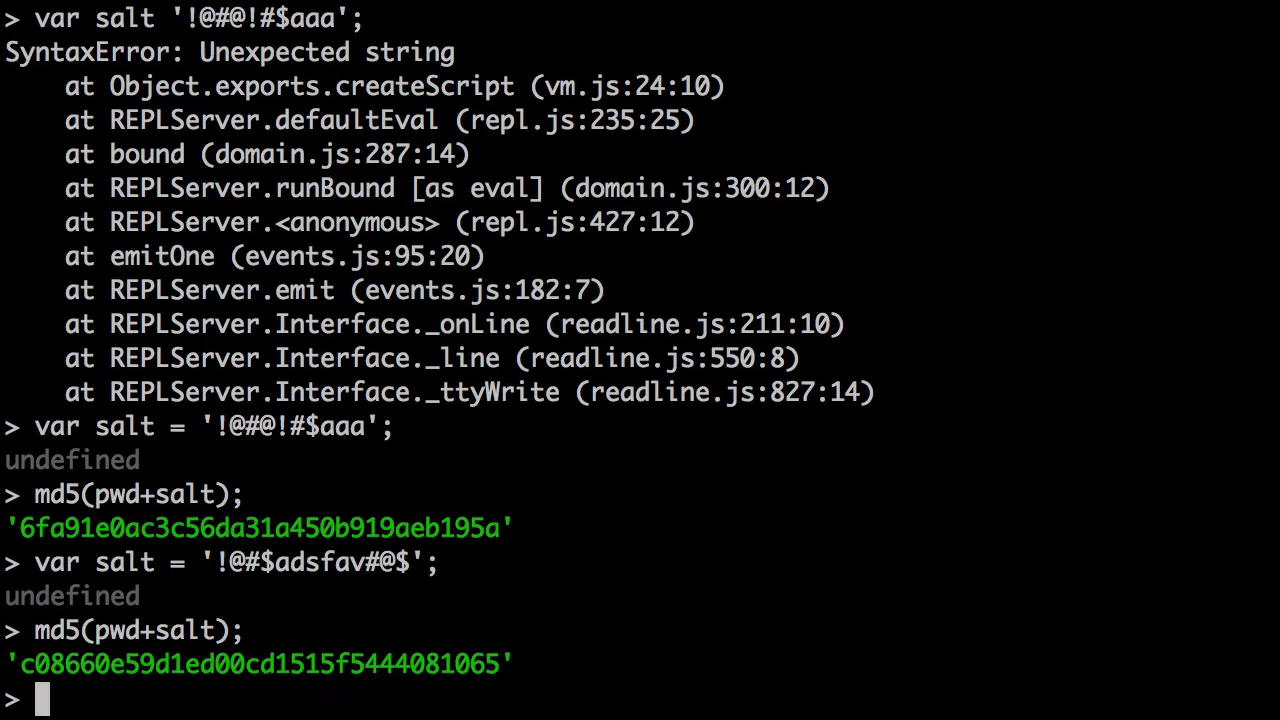 > var salt '!@#@!#$aaa';
SyntaxError: Unexpected string
    at Object.exports.createScript (vm.js:24:10)
    at REPLServer.defaultEval (repl.js:235:25)
    at bound (domain.js:287:14)
    at REPLServer.runBound [as eval] (domain.js:300:12)
    at REPLServer.<anonymous> (repl.js:427:12)
    at emitOne (events.js:95:20)
    at REPLServer.emit (events.js:182:7)
    at REPLServer.Interface._onLine (readline.js:211:10)
    at REPLServer.Interface._line (readline.js:550:8)
    at REPLServer.Interface._ttyWrite (readline.js:827:14)
> var salt = '!@#@!#$aaa';
undefined
> md5(pwd+salt);
'6fa91e0ac3c56da31a450b919aeb195a'
> var salt = '!@#$adsfav#@$';
undefined
> md5(pwd+salt);
'c08660e59d1ed00cd1515f5444081065'
>